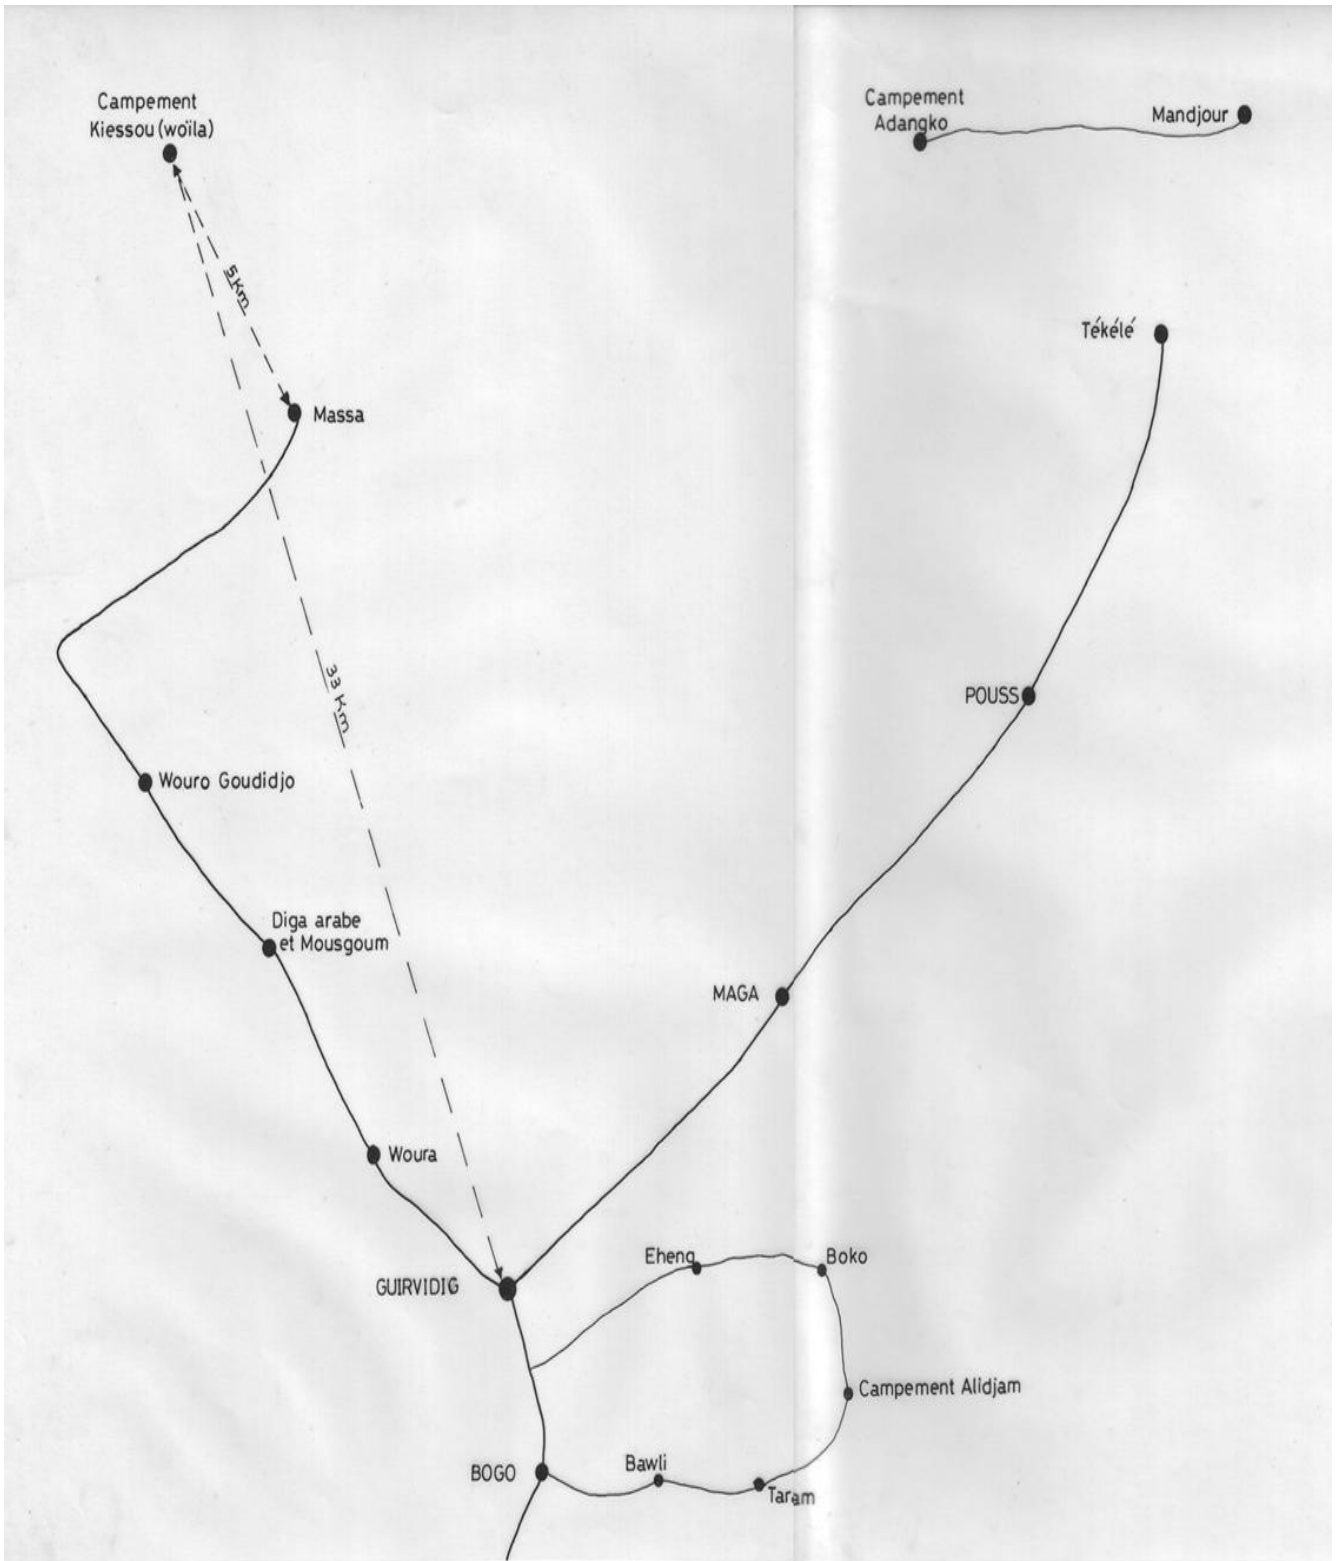 Campement
Kiessou (woïla)
Campement
Adangko
Mandjour
5 Km
Tékélé
Massa
33 Km
POUSS
Wouro Goudidjo
Diga arabe
et Mousgoum
MAGA
Woura
Eheng
Boko
GUIRVIDIG
Campement Alidjam
Bawli
BOGO
Taram